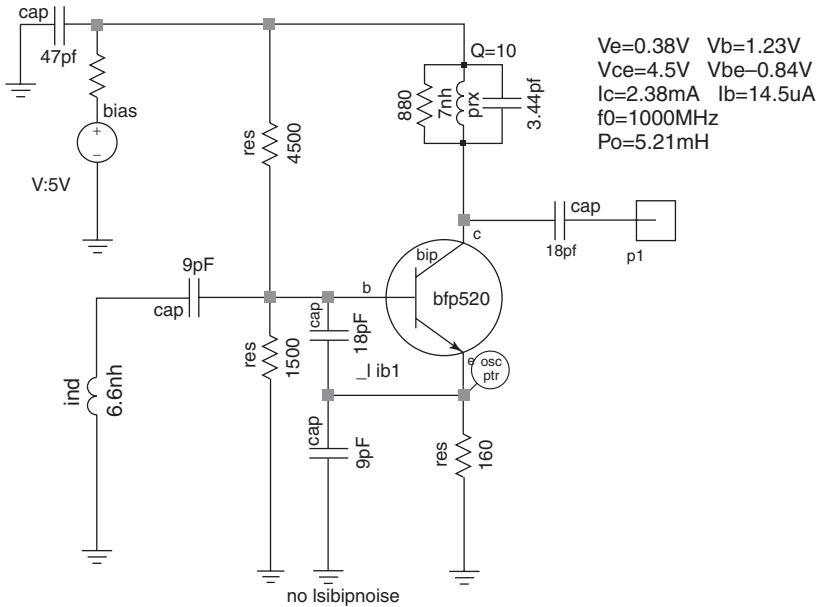 cap
47pf
bias
V:5V
res
4500
Q=10
880
7nh
prx
3.44pf
Ve=0.38V Vb=1.23V
Vce=4.5V Vbe–0.84V
Ic=2.38mA Ib=14.5uA
f0=1000MHz
Po=5.21mH
cap
18pf
p1
c
bip
b
bfp520
e
osc
ptr
9pF
cap
cap
18pF
_l ib1
res
1500
ind
6.6nh
cap
9pF
res
160
no lsibipnoise